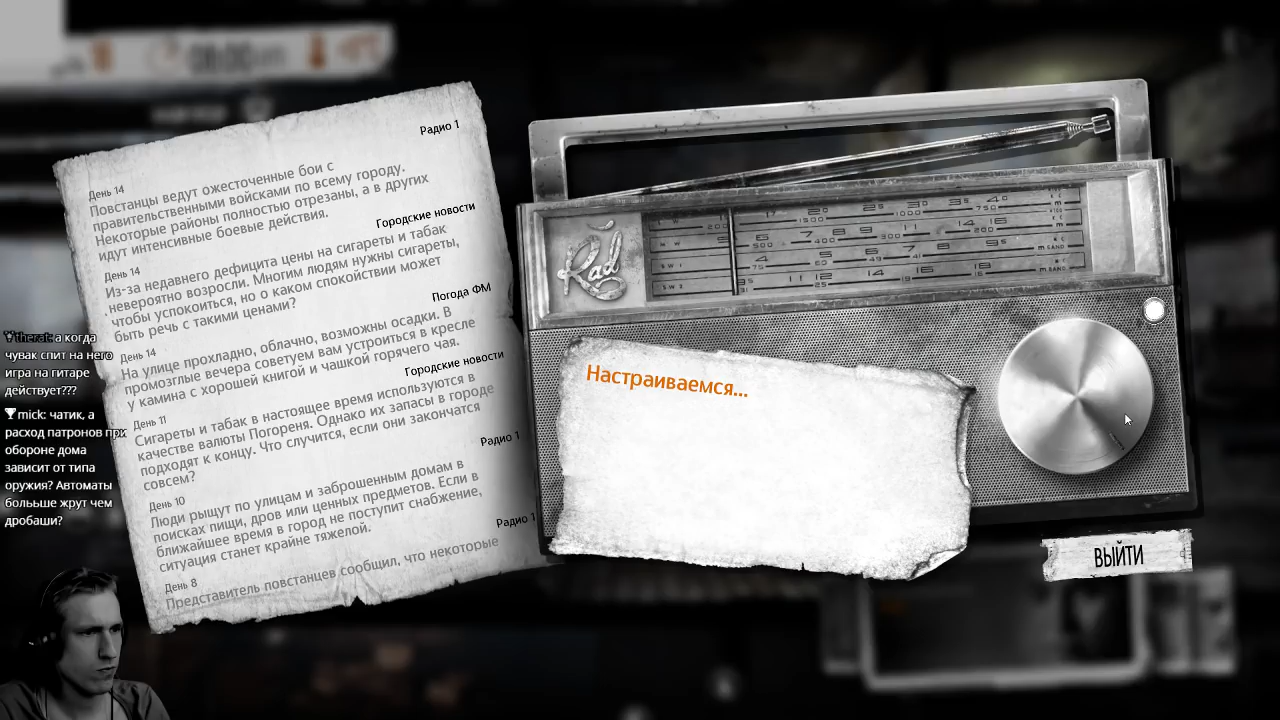 08:00
Радио 1
День 14
Повстанцы ведут ожесточенные бои с
правительственными войсками по всему городу.
Некоторые районы полностью отрезаны, а в других
идут интенсивные боевые действия.
Городские новости
День 14
Из-за недавнего дефицита цены на сигареты и табак
невероятно возросли. Многим людям нужны сигареты,
чтобы успокоиться, но о каком спокойствии может
быть речь с такими ценами?
Погода ФМ
День 14
На улице прохладно, облачно, возможны осадки. В
промозглые вечера советуем вам устроиться в кресле
у камина с хорошей книгой и чашкой горячего чая.
Городские новости
День 11
Сигареты и табак в настоящее время используются в
качестве валюты Погореня. Однако их запасы в городе
подходят к концу. Что случится, если они закончатся
совсем?
Радио 1
День 10
Люди рыщут по улицам и заброшенным домам в
поисках пищи, дров или ценных предметов. Если в
ближайшее время в город не поступит снабжение,
ситуация станет крайне тяжелой.
Радио 1
День 8
Представитель повстанцев сообщил, что некоторые
therat: а когда
чувак спит на него
игра на гитаре
действует???
mick: чатик, а
расход патронов при
обороне дома
зависит от типа
оружия? Автоматы
болььше жрут чем
дробаши?
Rad
Настраиваемся...
ВЫЙТИ